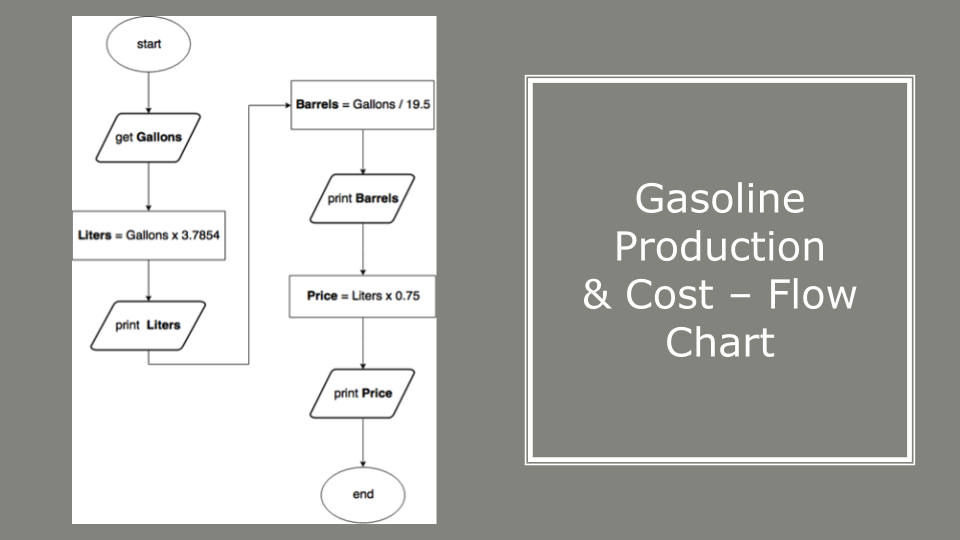 start
get Gallons
Liters = Gallons x 3.7854
print Liters
Barrels = Gallons / 19.5
print Barrels
Price = Liters x 0.75
print Price
end
Gasoline
Production
& Cost – Flow
Chart